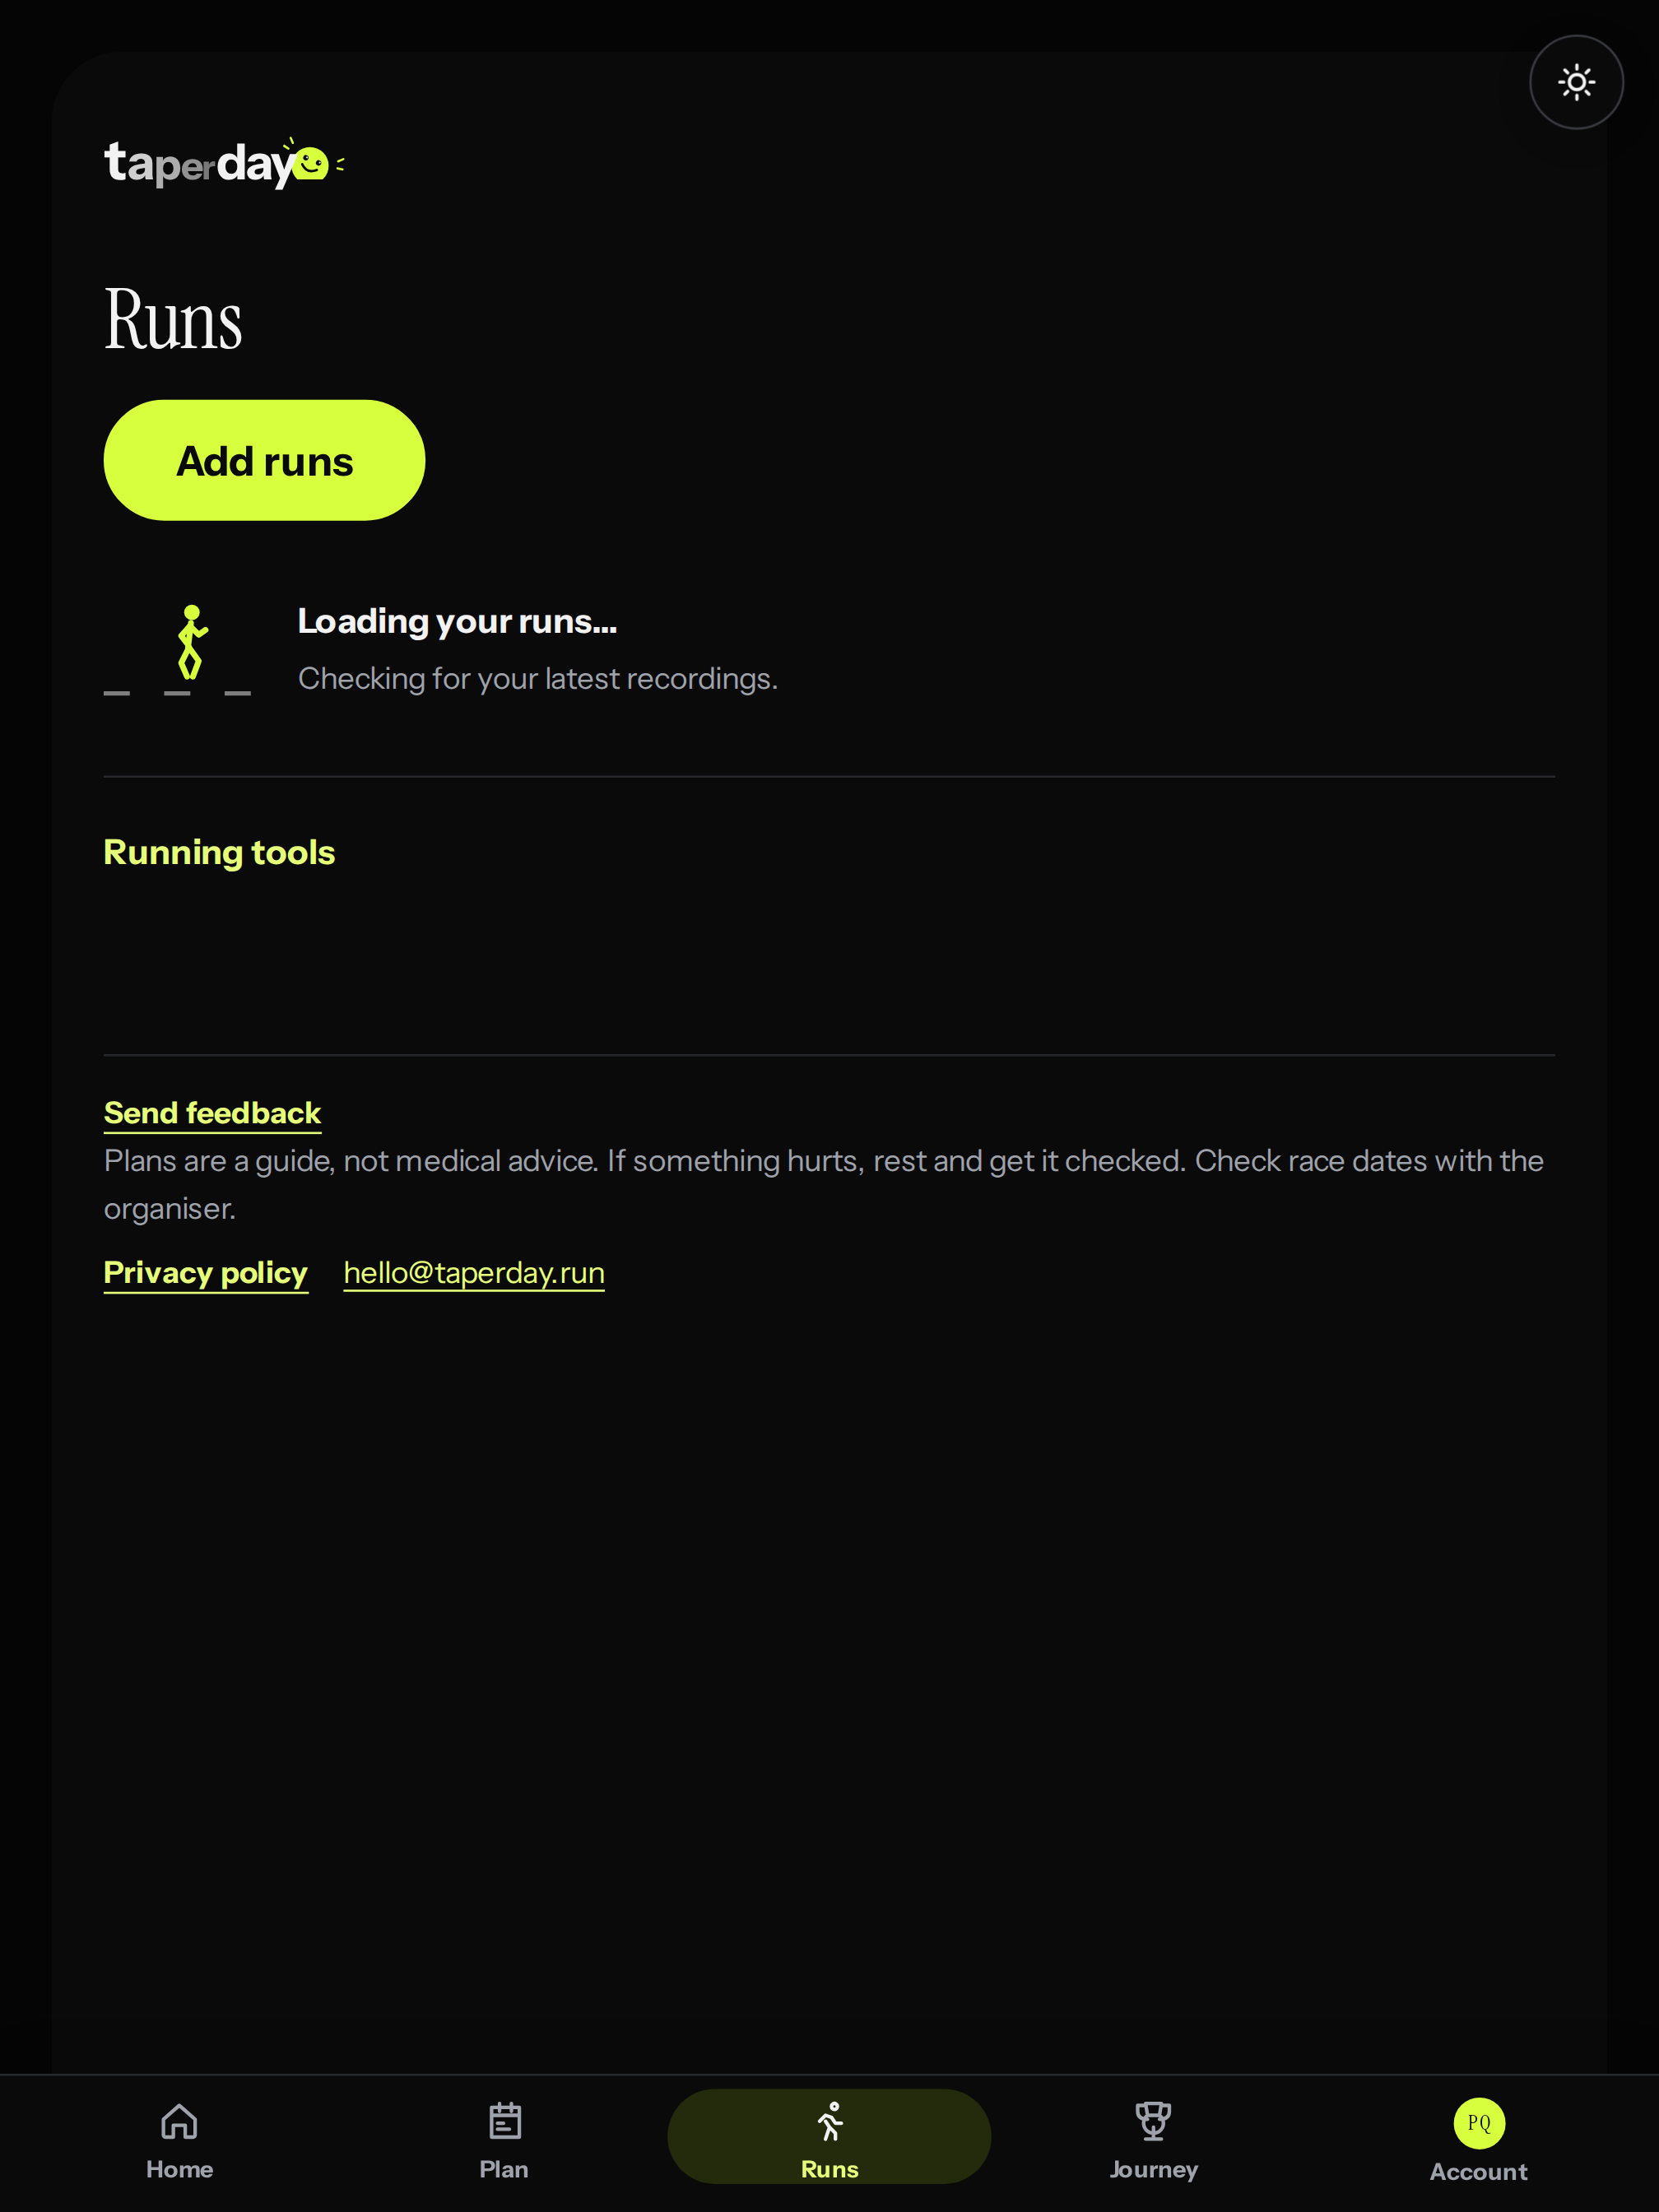 taperday
Runs
Add runs
Loading your runs...
Checking for your latest recordings.
Running tools
Send feedback
Plans are a guide, not medical advice. If something hurts, rest and get it checked. Check race dates with the
organiser.
Privacy policy hello@taperday.run
Home Plan Runs Journey PQ Account